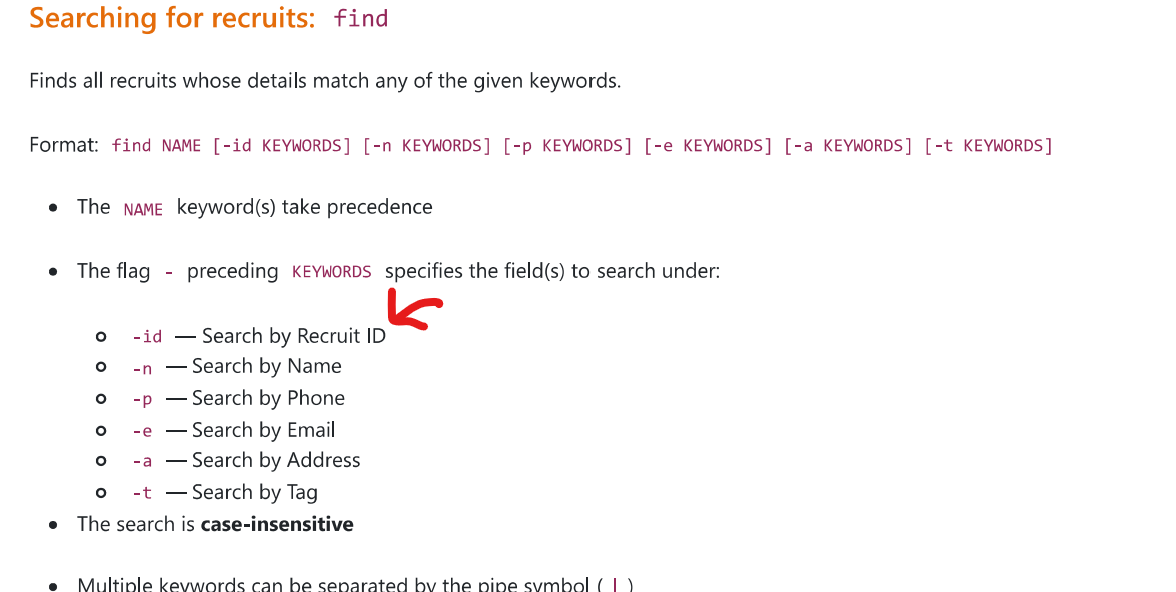 Searching for recruits: find
Finds all recruits whose details match any of the given keywords.
Format: find NAME [-id KEYWORDS] [-n KEYWORDS] [-p KEYWORDS] [-e KEYWORDS] [-a KEYWORDS] [-t KEYWORDS]
• The NAME keyword(s) take precedence
• The flag - preceding KEYWORDS specifies the field(s) to search under:
-id — Search by Recruit ID
-n — Search by Name
-p — Search by Phone
-e — Search by Email
-a — Search by Address
-t — Search by Tag
• The search is case-insensitive
• Multiple keywords can be separated by the pipe symbol ( | )